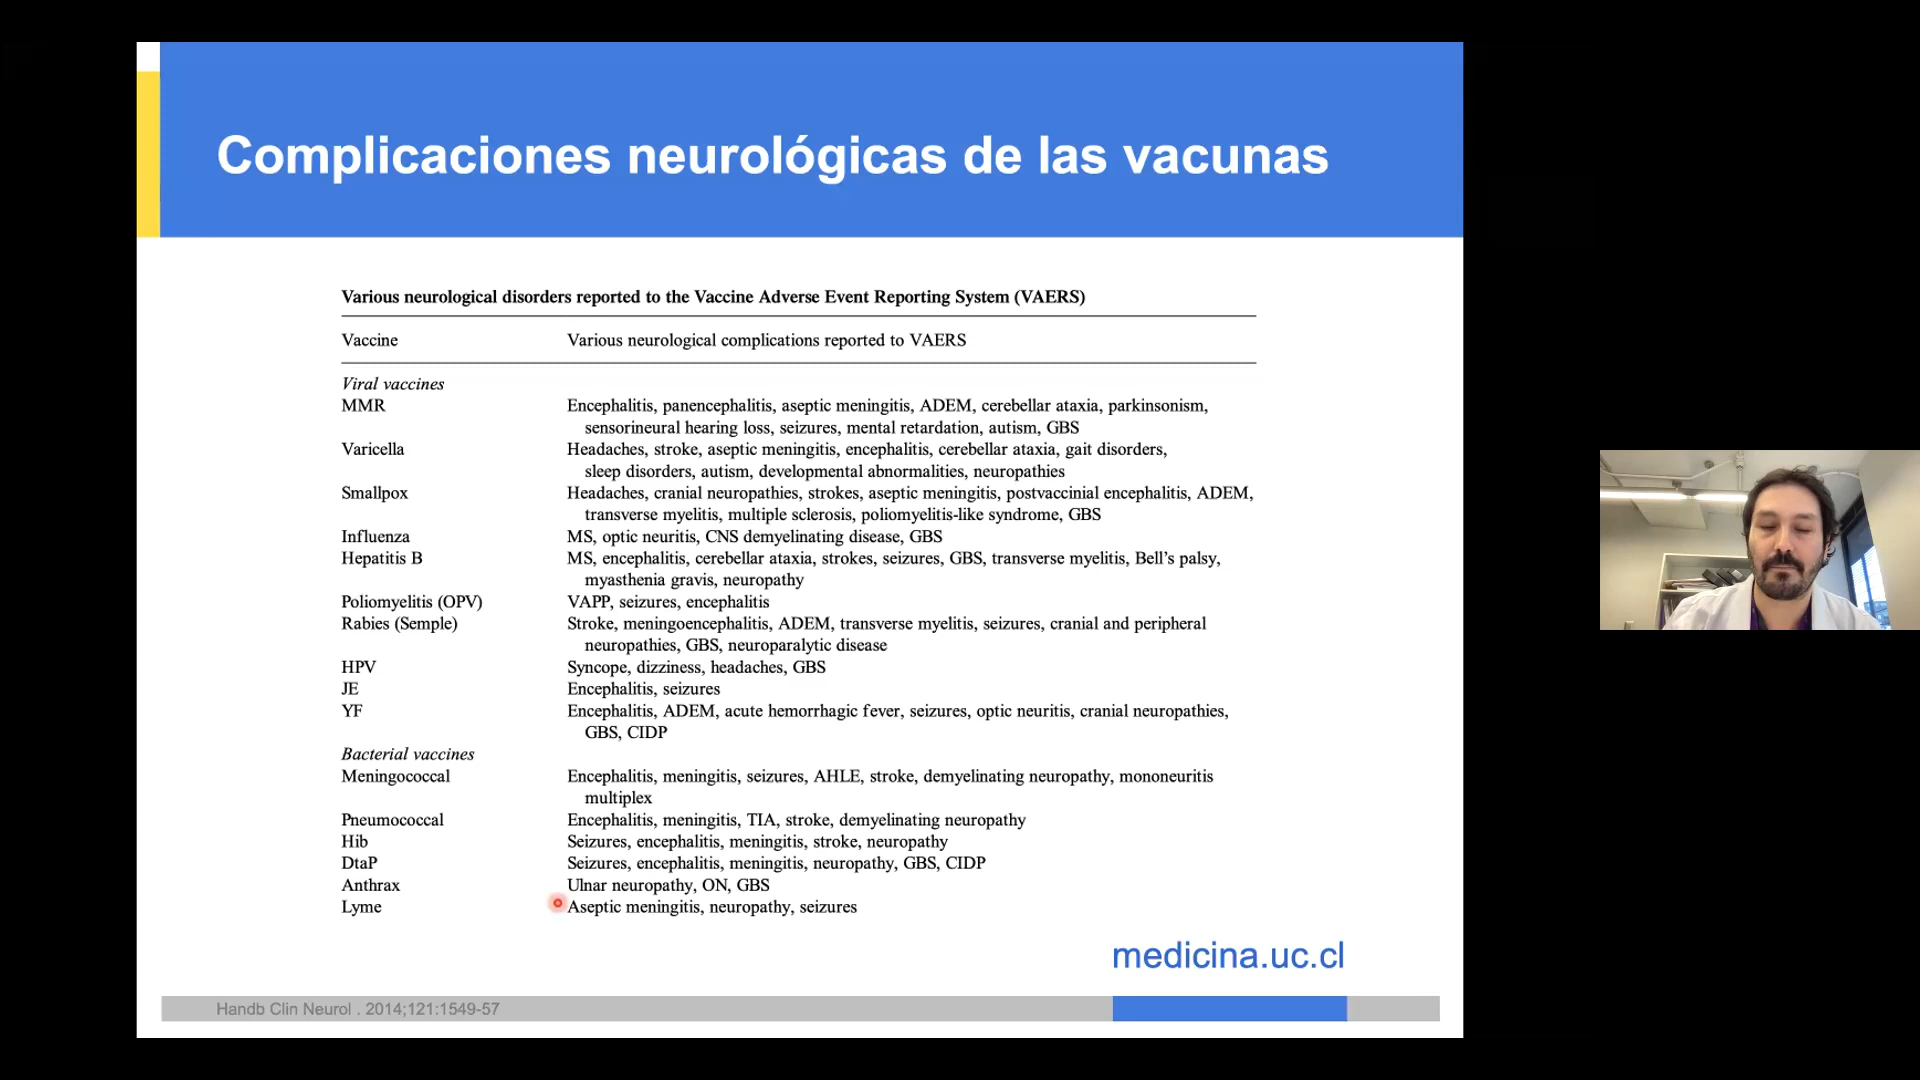 Complicaciones neurológicas de las vacunas
Various neurological disorders reported to the Vaccine Adverse Event Reporting System (VAERS)
Vaccine Various neurological complications reported to VAERS
Viral vaccines
MMR Encephalitis, panencephalitis, aseptic meningitis, ADEM, cerebellar ataxia, parkinsonism,
sensorineural hearing loss, seizures, mental retardation, autism, GBS
Varicella Headaches, stroke, aseptic meningitis, encephalitis, cerebellar ataxia, gait disorders,
sleep disorders, autism, developmental abnormalities, neuropathies
Smallpox Headaches, cranial neuropathies, strokes, aseptic meningitis, postvaccinial encephalitis, ADEM,
transverse myelitis, multiple sclerosis, poliomyelitis-like syndrome, GBS
Influenza MS, optic neuritis, CNS demyelinating disease, GBS
Hepatitis B MS, encephalitis, cerebellar ataxia, strokes, seizures, GBS, transverse myelitis, Bell’s palsy,
myasthenia gravis, neuropathy
Poliomyelitis (OPV) VAPP, seizures, encephalitis
Rabies (Semple) Stroke, meningoencephalitis, ADEM, transverse myelitis, seizures, cranial and peripheral
neuropathies, GBS, neuroparalytic disease
HPV Syncope, dizziness, headaches, GBS
JE Encephalitis, seizures
YF Encephalitis, ADEM, acute hemorrhagic fever, seizures, optic neuritis, cranial neuropathies,
GBS, CIDP
Bacterial vaccines
Meningococcal Encephalitis, meningitis, seizures, AHLE, stroke, demyelinating neuropathy, mononeuritis
multiplex
Pneumococcal Encephalitis, meningitis, TIA, stroke, demyelinating neuropathy
Hib Seizures, encephalitis, meningitis, stroke, neuropathy
DtaP Seizures, encephalitis, meningitis, neuropathy, GBS, CIDP
Anthrax Ulnar neuropathy, ON, GBS
Lyme Aseptic meningitis, neuropathy, seizures
medicina.uc.cl
Handb Clin Neurol . 2014;121:1549-57